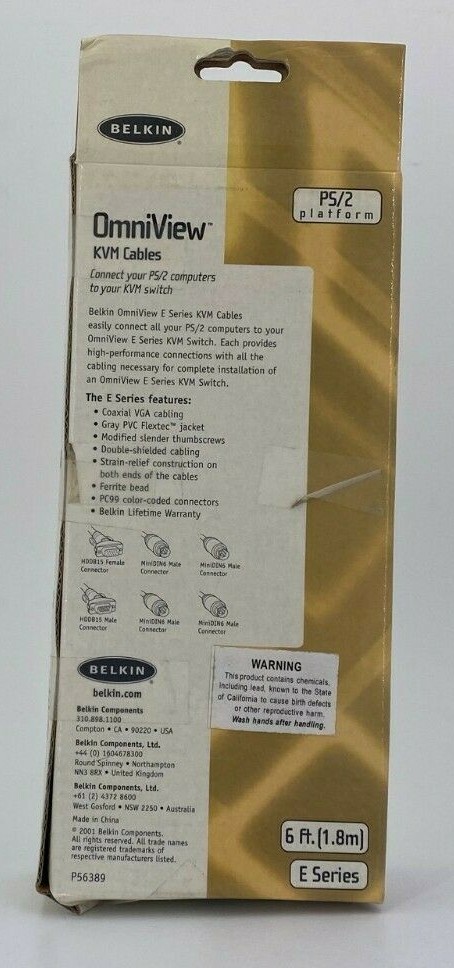 BELKIN
PS/2
platform
OmniView™
KVM Cables
Connect your PS/2 computers
to your KVM switch
Belkin OmniView E Series KVM Cables
easily connect all your PS/2 computers to your
OmniView E Series KVM Switch. Each provides
high-performance connections with all the
cabling necessary for complete installation of
an OmniView E Series KVM Switch.
The E Series features:
• Coaxial VGA cabling
• Gray PVC Flextec™ jacket
• Modified slender thumbscrews
• Double-shielded cabling
• Strain-relief construction on
both ends of the cables
• Ferrite bead
• PC99 color-coded connectors
• Belkin Lifetime Warranty
HDDB15 Female
Connector
MiniDIN6 Male
Connector
MiniDIN6 Male
Connector
HDDB15 Male
Connector
MiniDIN6 Male
Connector
MiniDIN6 Male
Connector
BELKIN
belkin.com
Belkin Components
310.898.1100
Compton • CA • 90220 • USA
Belkin Components, Ltd.
+44 (0) 1604678300
Round Spinney • Northampton
NN3 8RX • United Kingdom
Belkin Components, Ltd.
+61 (2) 4372 8600
West Gosford • NSW 2250 • Australia
Made in China
© 2001 Belkin Components.
All rights reserved. All trade names
are registered trademarks of
respective manufacturers listed.
P56389
WARNING
This product contains chemicals,
including lead, known to the State
of California to cause birth defects
or other reproductive harm.
Wash hands after handling.
6 ft.(1.8m)
E Series